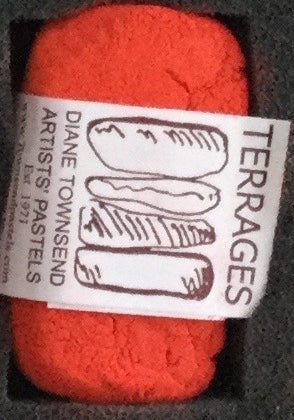 TERRAGES
DIANE TOWNSEND
ARTISTS' PASTELS
Est 1971